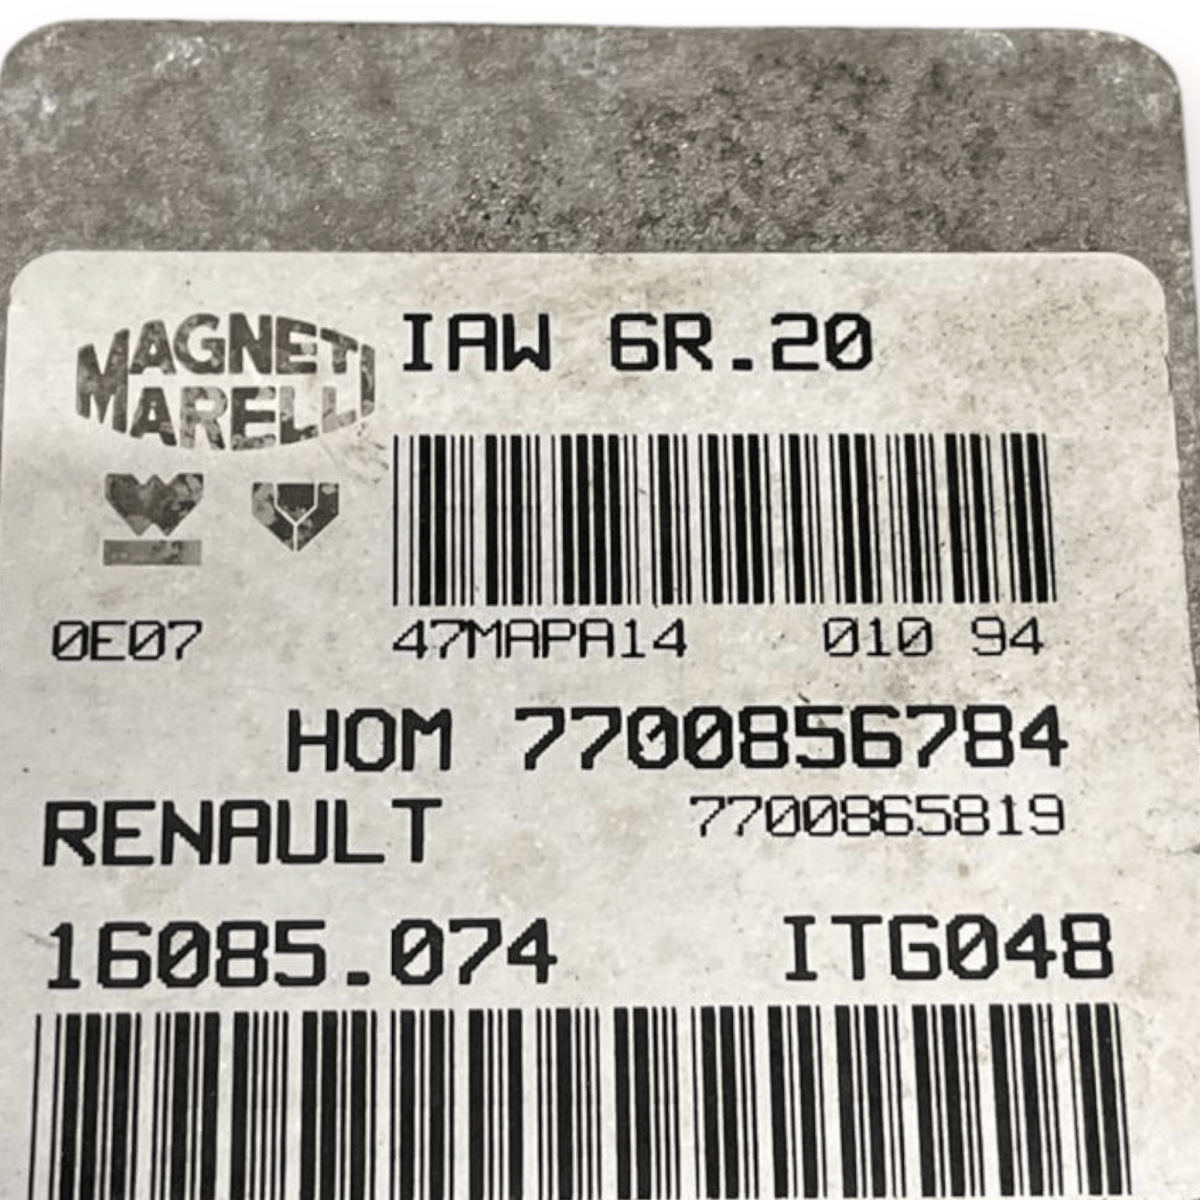 MAGNETI
MARELLI
IAW 6R.20
0E07 47MAPA14 010 94
HOM 7700856784
RENAULT 7700865819
16085.074 ITG048